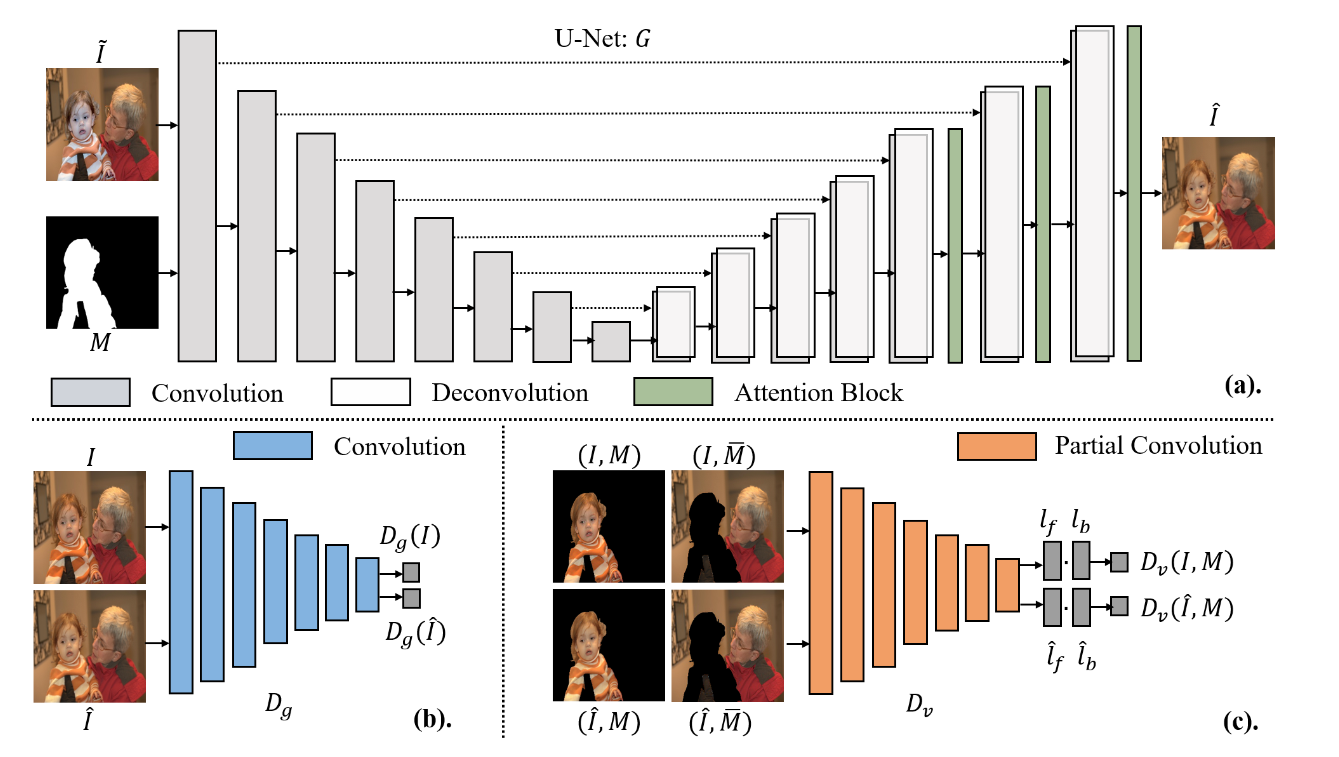 U-Net: G
Ĩ
Î
M
Convolution
Deconvolution
Attention Block
(a).
Convolution
I
D_g(I)
D_g(Î)
Î
D_g
(b).
Partial Convolution
(I, M) (I, M̅)
l_f l_b
D_v(I, M)
D_v(Î, M)
l̂_f l̂_b
(Î, M) (Î, M̅)
D_v
(c).